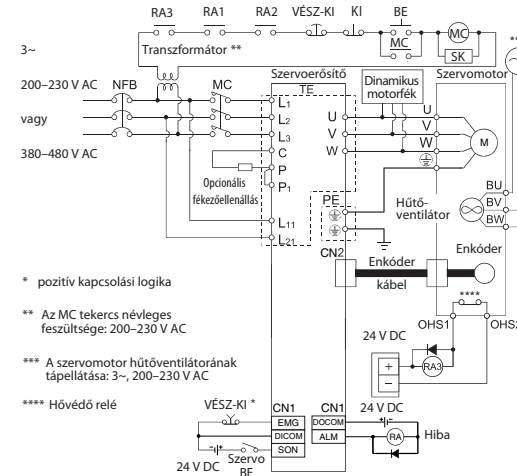 RA3 RA1 RA2 VÉSZ-KI KI BE
MC
MC
SK
3~
Transzformátor **
Szervoerősítő
TE
Dinamikus
motorfék
Szervomotor
200–230 V AC
NFB
MC
vagy
380–480 V AC
L1
L2
L3
C
P
P1
L11
L21
Opcionális
fékezőellenállás
U
V
W
U
V
W
M
PE
CN2
Hűtő-
ventilátor
BU
BV
BW
Enkóder
Enkóder
kábel
****
OHS1
24 V DC
+
−
RA3
* pozitív kapcsolási logika
** Az MC tekercs névleges
feszültsége: 200–230 V AC
*** A szervomotor hűtőventilátorának
tápellátása: 3~, 200–230 V AC
**** Hővédő relé
VÉSZ-KI *
CN1
EMG
DICOM
SON
24 V DC
Szervo
BE
CN1
DOCOM
ALM
24 V DC
RA
Hiba